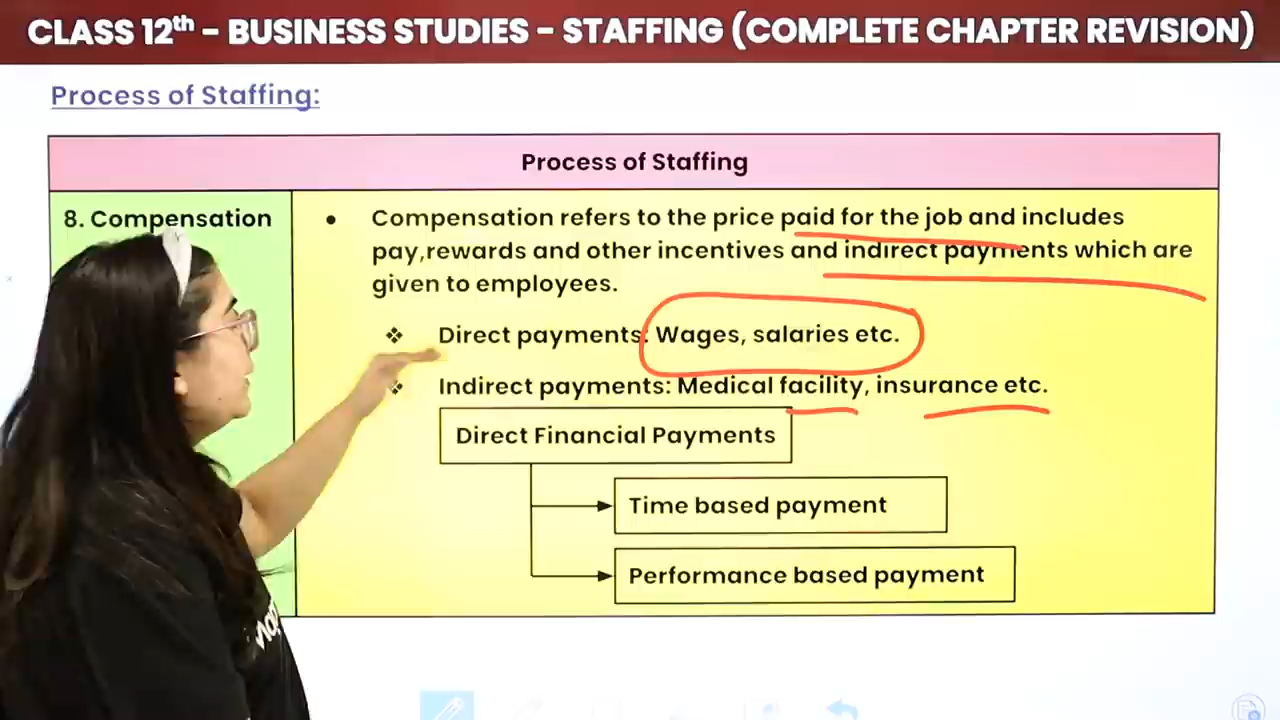 CLASS 12th - BUSINESS STUDIES - STAFFING (COMPLETE CHAPTER REVISION)
Process of Staffing:
Process of Staffing
8. Compensation
• Compensation refers to the price paid for the job and includes
pay,rewards and other incentives and indirect payments which are
given to employees.
❖ Direct payments: Wages, salaries etc.
❖ Indirect payments: Medical facility, insurance etc.
Direct Financial Payments
Time based payment
Performance based payment